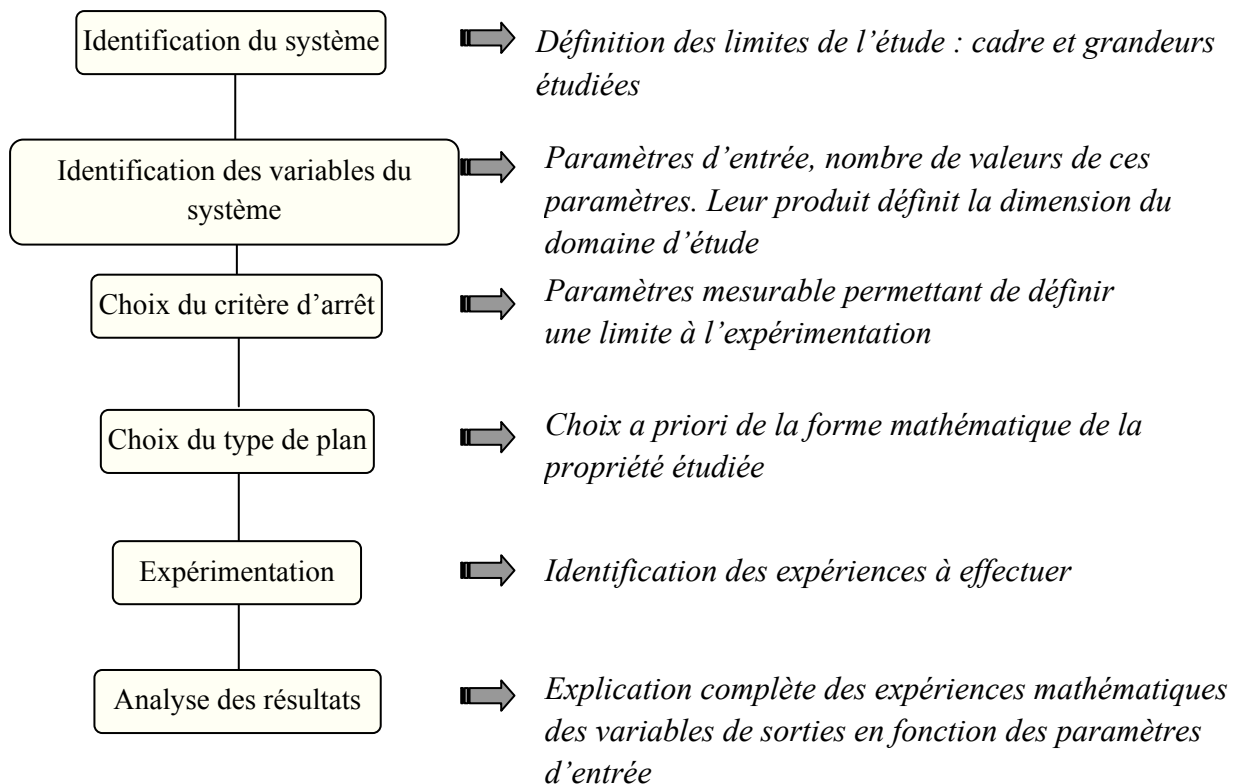 Identification du système
Définition des limites de l’étude : cadre et grandeurs
étudiées
Identification des variables du
système
Paramètres d’entrée, nombre de valeurs de ces
paramètres. Leur produit définit la dimension du
domaine d’étude
Choix du critère d’arrêt
Paramètres mesurable permettant de définir
une limite à l’expérimentation
Choix du type de plan
Choix a priori de la forme mathématique de la
propriété étudiée
Expérimentation
Identification des expériences à effectuer
Analyse des résultats
Explication complète des expériences mathématiques
des variables de sorties en fonction des paramètres
d’entrée